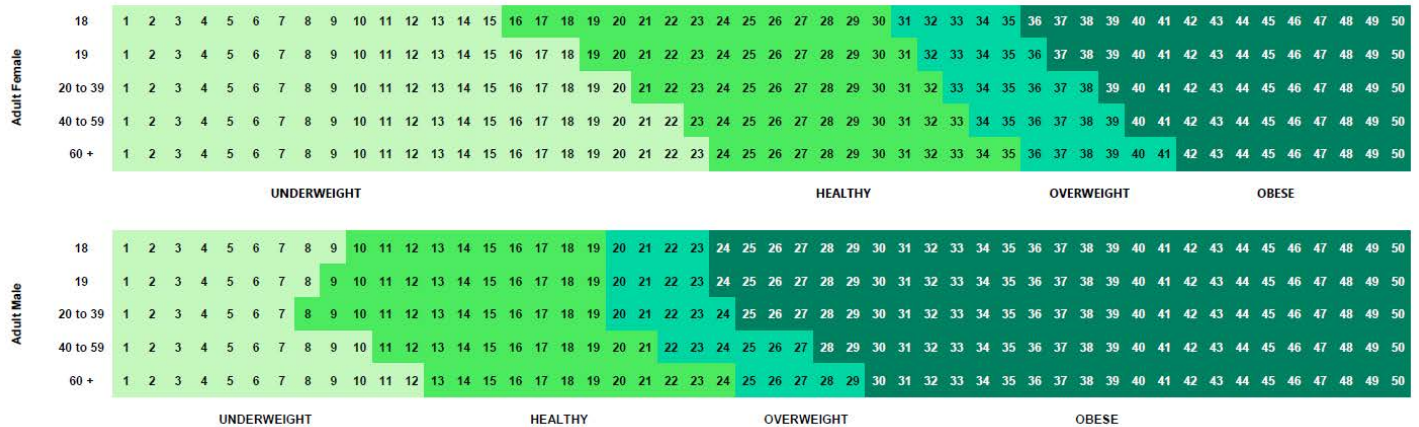 Adult Female
18 1 2 3 4 5 6 7 8 9 10 11 12 13 14 15 16 17 18 19 20 21 22 23 24 25 26 27 28 29 30 31 32 33 34 35 36 37 38 39 40 41 42 43 44 45 46 47 48 49 50
19 1 2 3 4 5 6 7 8 9 10 11 12 13 14 15 16 17 18 19 20 21 22 23 24 25 26 27 28 29 30 31 32 33 34 35 36 37 38 39 40 41 42 43 44 45 46 47 48 49 50
20 to 39 1 2 3 4 5 6 7 8 9 10 11 12 13 14 15 16 17 18 19 20 21 22 23 24 25 26 27 28 29 30 31 32 33 34 35 36 37 38 39 40 41 42 43 44 45 46 47 48 49 50
40 to 59 1 2 3 4 5 6 7 8 9 10 11 12 13 14 15 16 17 18 19 20 21 22 23 24 25 26 27 28 29 30 31 32 33 34 35 36 37 38 39 40 41 42 43 44 45 46 47 48 49 50
60 + 1 2 3 4 5 6 7 8 9 10 11 12 13 14 15 16 17 18 19 20 21 22 23 24 25 26 27 28 29 30 31 32 33 34 35 36 37 38 39 40 41 42 43 44 45 46 47 48 49 50
UNDERWEIGHT HEALTHY OVERWEIGHT OBESE
Adult Male
18 1 2 3 4 5 6 7 8 9 10 11 12 13 14 15 16 17 18 19 20 21 22 23 24 25 26 27 28 29 30 31 32 33 34 35 36 37 38 39 40 41 42 43 44 45 46 47 48 49 50
19 1 2 3 4 5 6 7 8 9 10 11 12 13 14 15 16 17 18 19 20 21 22 23 24 25 26 27 28 29 30 31 32 33 34 35 36 37 38 39 40 41 42 43 44 45 46 47 48 49 50
20 to 39 1 2 3 4 5 6 7 8 9 10 11 12 13 14 15 16 17 18 19 20 21 22 23 24 25 26 27 28 29 30 31 32 33 34 35 36 37 38 39 40 41 42 43 44 45 46 47 48 49 50
40 to 59 1 2 3 4 5 6 7 8 9 10 11 12 13 14 15 16 17 18 19 20 21 22 23 24 25 26 27 28 29 30 31 32 33 34 35 36 37 38 39 40 41 42 43 44 45 46 47 48 49 50
60 + 1 2 3 4 5 6 7 8 9 10 11 12 13 14 15 16 17 18 19 20 21 22 23 24 25 26 27 28 29 30 31 32 33 34 35 36 37 38 39 40 41 42 43 44 45 46 47 48 49 50
UNDERWEIGHT HEALTHY OVERWEIGHT OBESE